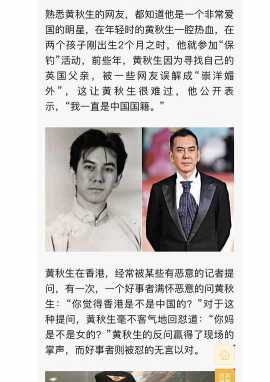 熟悉黄秋生的网友，都知道他是一个非常爱
国的明星，在年轻时的黄秋生一腔热血，在
两个孩子刚出生2个月之时，他就参加“保
钓”活动，前些年，黄秋生因为寻找自己的
英国父亲，被一些网友误解成“崇洋媚
外”，这让黄秋生很难过，他公开表
示，“我一直是中国国籍。”
黄秋生在香港，经常被某些有恶意的记者提
问，有一次，一个好事者满怀恶意的问黄秋
生：“你觉得香港是不是中国的？”对于这
种提问，黄秋生毫不客气地回怼道：“你妈
是不是女的？”黄秋生的反问赢得了现场的
掌声，而好事者则被怼的无言以对。